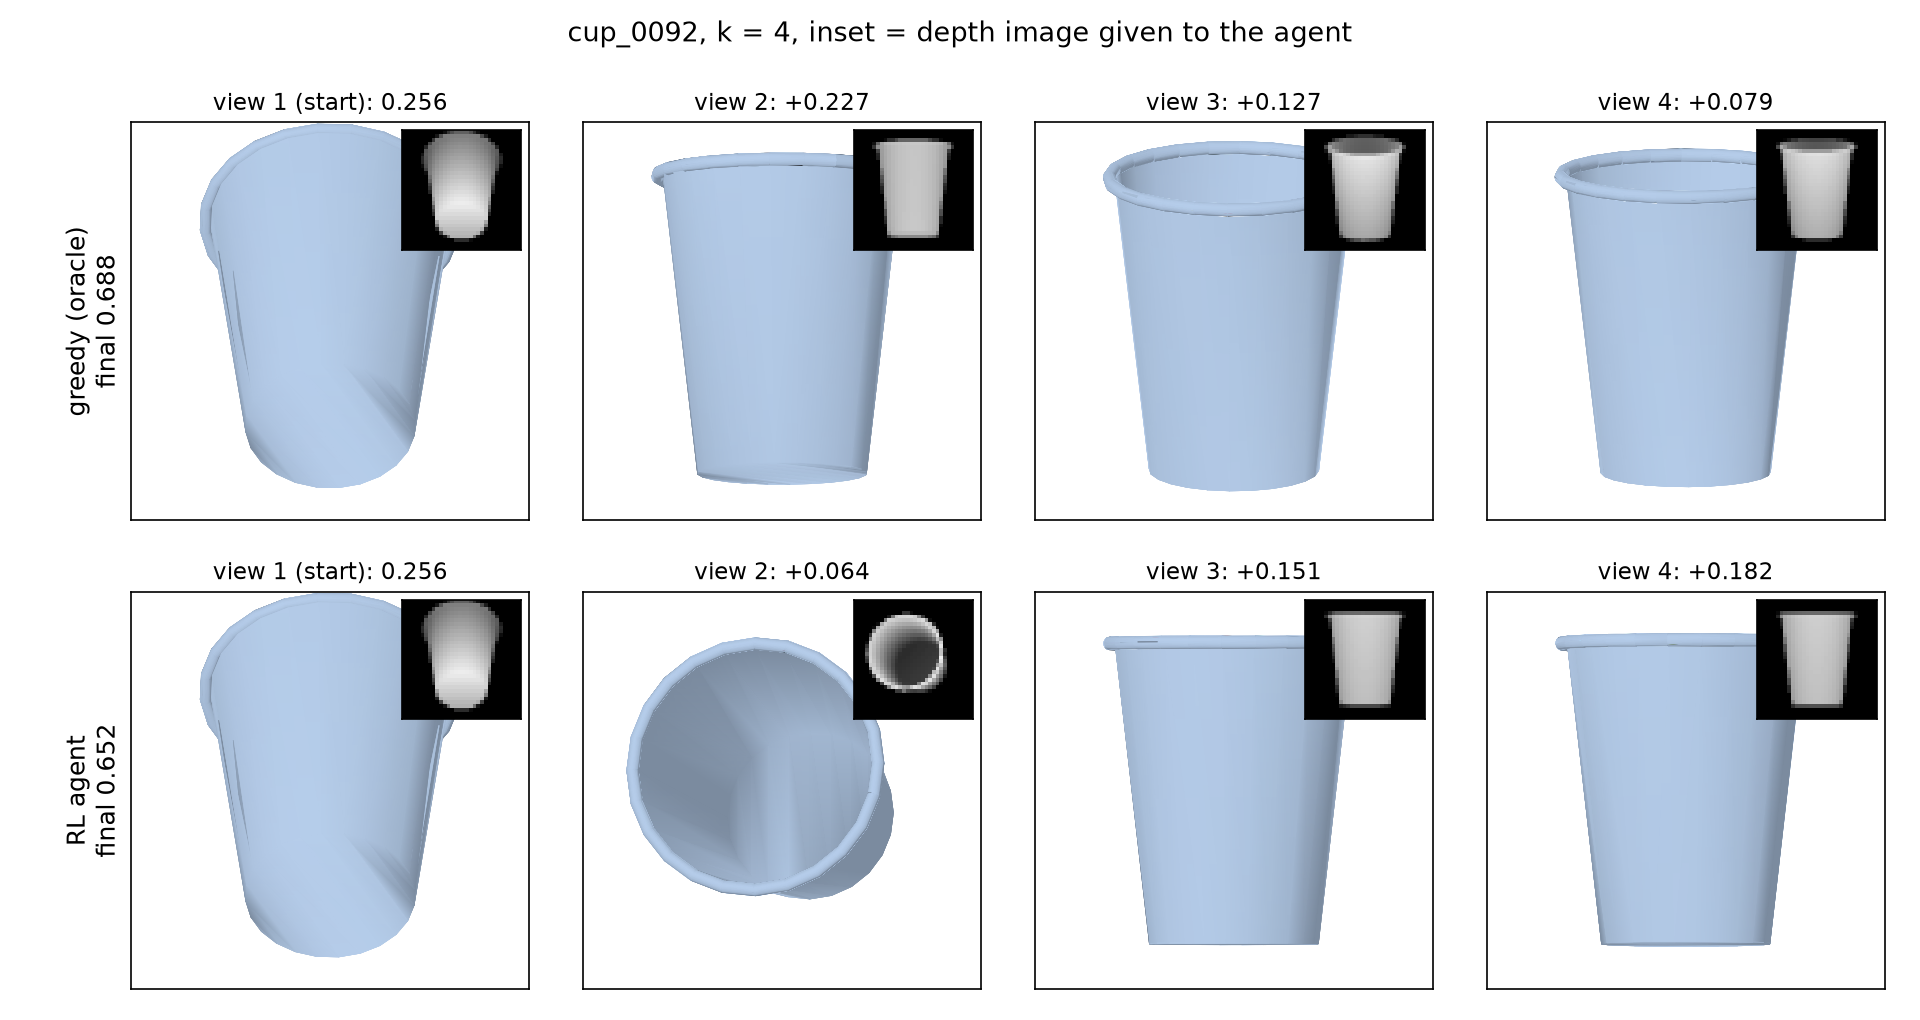 cup_0092, k = 4, inset = depth image given to the agent
view 1 (start): 0.256
view 2: +0.227
view 3: +0.127
view 4: +0.079
greedy (oracle)
final 0.688
view 1 (start): 0.256
view 2: +0.064
view 3: +0.151
view 4: +0.182
RL agent
final 0.652